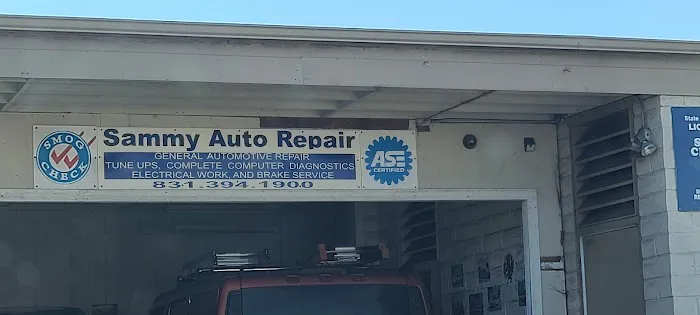 SMOG
CHECK
Sammy Auto Repair
GENERAL AUTOMOTIVE REPAIR
TUNE UPS, COMPLETE COMPUTER DIAGNOSTICS
ELECTRICAL WORK, AND BRAKE SERVICE
831.394.1900
ASE
CERTIFIED
State